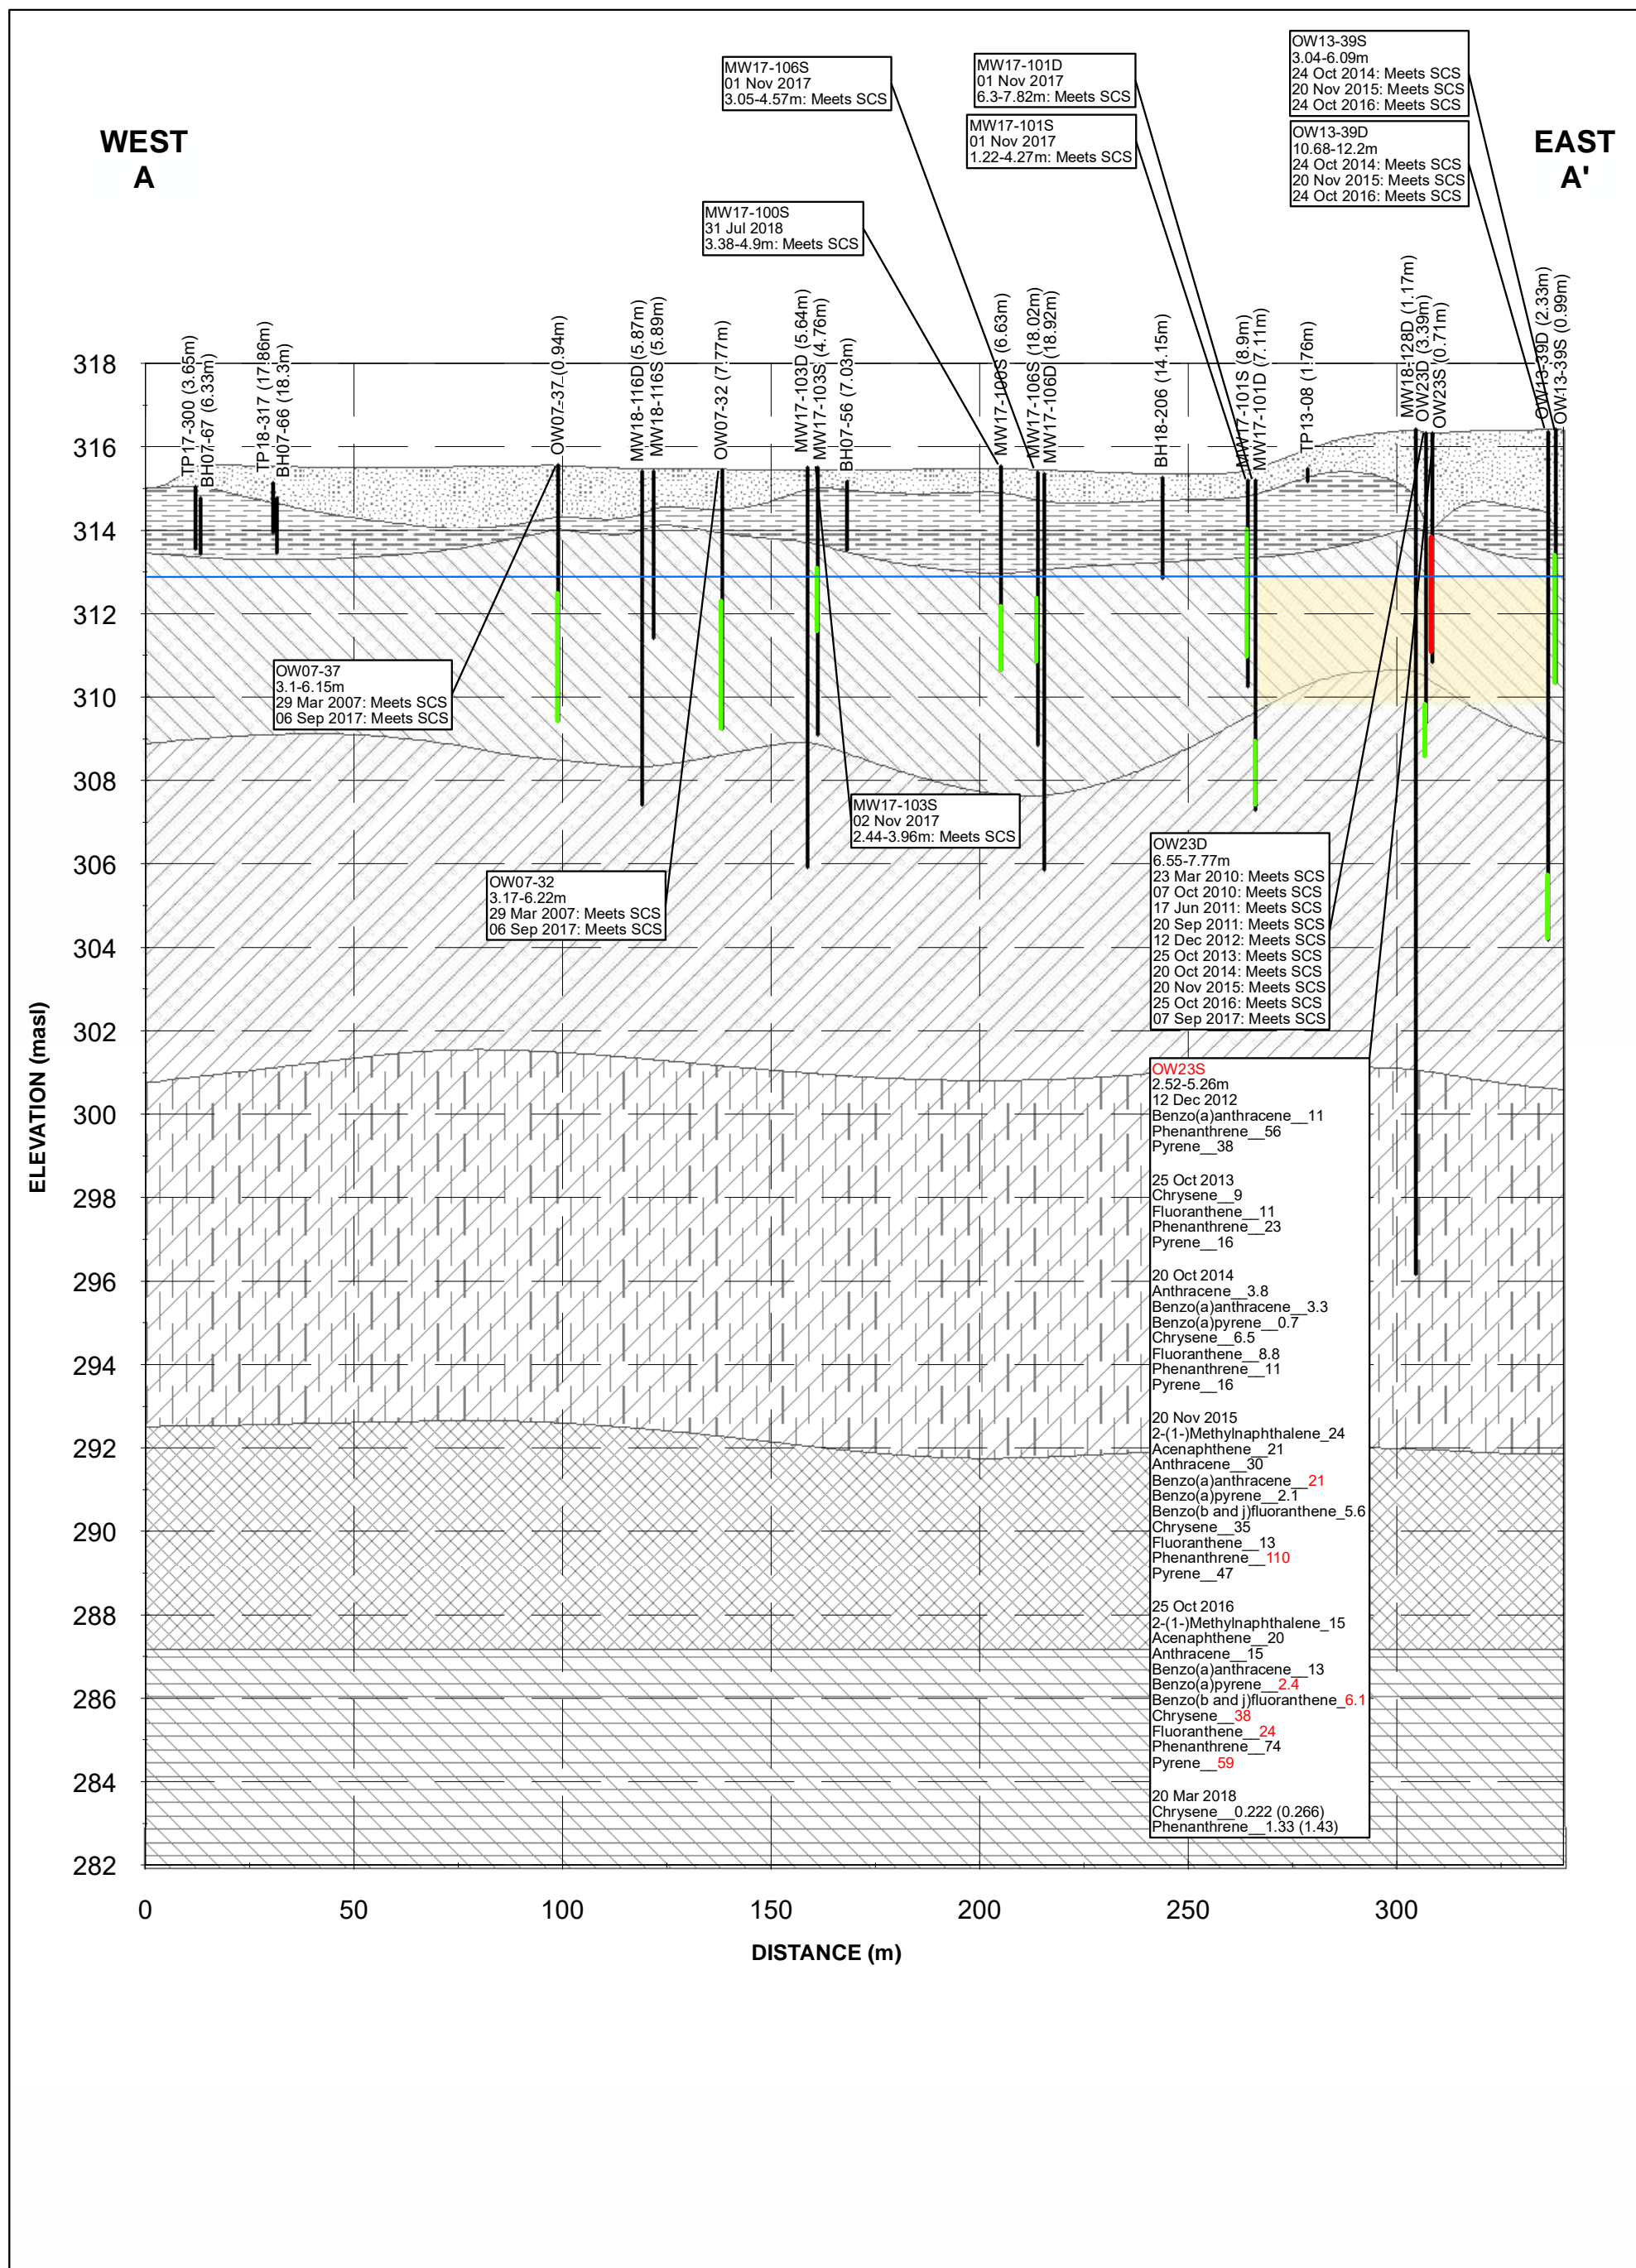 OW13-39S
3.04-6.09m
24 Oct 2014: Meets SCS
20 Nov 2015: Meets SCS
24 Oct 2016: Meets SCS
MW17-106S
01 Nov 2017
3.05-4.57m: Meets SCS
MW17-101D
01 Nov 2017
6.3-7.82m: Meets SCS
MW17-101S
01 Nov 2017
1.22-4.27m: Meets SCS
OW13-39D
10.68-12.2m
24 Oct 2014: Meets SCS
20 Nov 2015: Meets SCS
24 Oct 2016: Meets SCS
WEST
A
EAST
A'
MW17-100S
31 Jul 2018
3.38-4.9m: Meets SCS
TP17-300 (3.65m)
BH07-67 (6.33m)
TP18-317 (17.86m)
BH07-66 (18.3m)
OW07-37 (0.94m)
MW18-116D (5.87m)
MW18-116S (5.89m)
OW07-32 (7.77m)
MW17-103D (5.64m)
MW17-103S (4.76m)
BH07-56 (7.03m)
MW17-100S (6.63m)
MW17-106S (18.02m)
MW17-106D (18.92m)
BH18-206 (14.15m)
MW17-101S (8.9m)
MW17-101D (7.11m)
TP13-08 (1.76m)
MW18-128D (1.17m)
OW23D (3.39m)
OW23S (0.71m)
OW13-39D (2.33m)
OW13-39S (0.99m)
318
316
314
312
310
308
306
304
302
300
298
296
294
292
290
288
286
284
282
ELEVATION (masl)
OW07-37
3.1-6.15m
29 Mar 2007: Meets SCS
06 Sep 2017: Meets SCS
MW17-103S
02 Nov 2017
2.44-3.96m: Meets SCS
OW07-32
3.17-6.22m
29 Mar 2007: Meets SCS
06 Sep 2017: Meets SCS
OW23D
6.55-7.77m
23 Mar 2010: Meets SCS
07 Oct 2010: Meets SCS
17 Jun 2011: Meets SCS
20 Sep 2011: Meets SCS
12 Dec 2012: Meets SCS
25 Oct 2013: Meets SCS
20 Oct 2014: Meets SCS
20 Nov 2015: Meets SCS
25 Oct 2016: Meets SCS
07 Sep 2017: Meets SCS
OW23S
2.52-5.26m
12 Dec 2012
Benzo(a)anthracene__11
Phenanthrene__56
Pyrene__38
25 Oct 2013
Chrysene__9
Fluoranthene__11
Phenanthrene__23
Pyrene__16
20 Oct 2014
Anthracene__3.8
Benzo(a)anthracene__3.3
Benzo(a)pyrene__0.7
Chrysene__6.5
Fluoranthene__8.8
Phenanthrene__11
Pyrene__16
20 Nov 2015
2-(1-)Methylnaphthalene_24
Acenaphthene__21
Anthracene__30
Benzo(a)anthracene__21
Benzo(a)pyrene__2.1
Benzo(b and j)fluoranthene_5.6
Chrysene__35
Fluoranthene__13
Phenanthrene__110
Pyrene__47
25 Oct 2016
2-(1-)Methylnaphthalene_15
Acenaphthene__20
Anthracene__15
Benzo(a)anthracene__13
Benzo(a)pyrene__2.4
Benzo(b and j)fluoranthene_6.1
Chrysene__38
Fluoranthene__24
Phenanthrene__74
Pyrene__59
20 Mar 2018
Chrysene__0.222 (0.266)
Phenanthrene__1.33 (1.43)
0
50
100
150
200
250
300
DISTANCE (m)